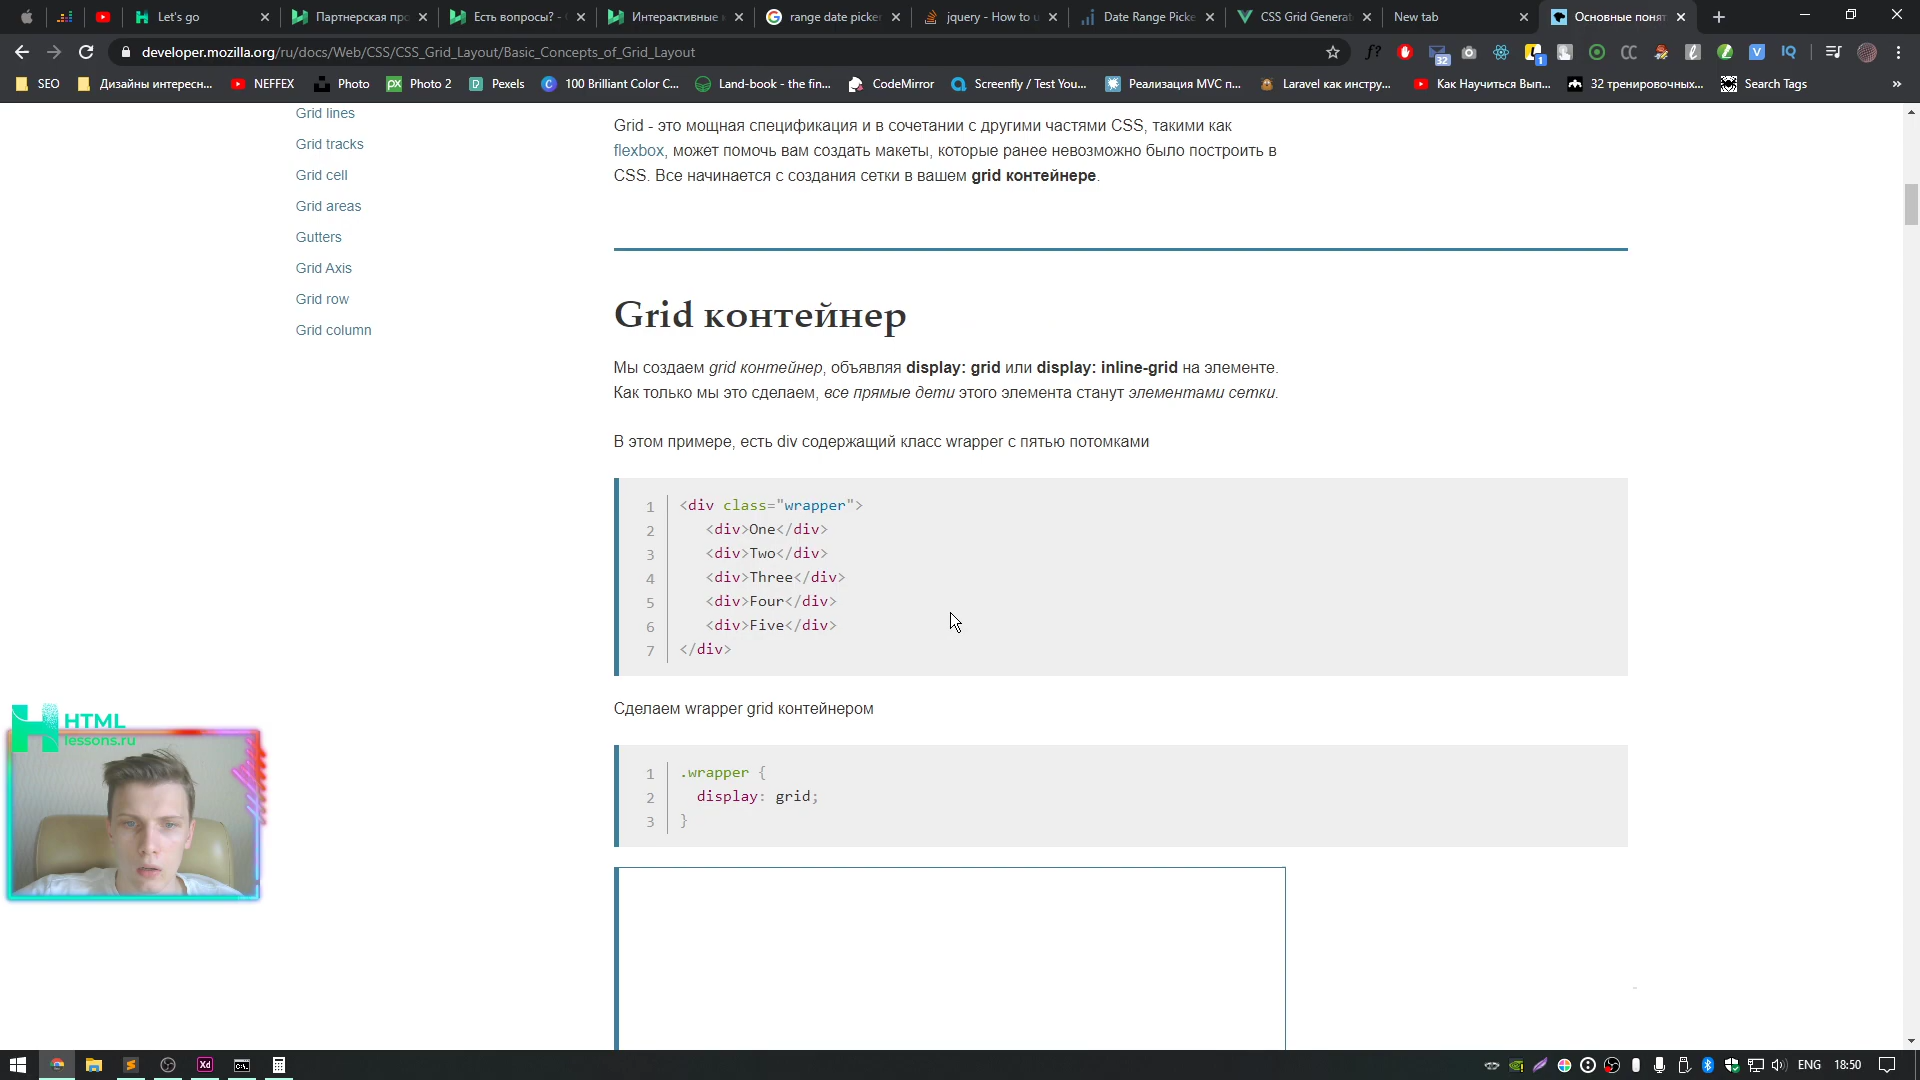 Let's go
Партнерская про
Есть вопросы? -
Интерактивные
range date picker
jquery - How to u
Date Range Picke
CSS Grid Generat
New tab
Основные понят
developer.mozilla.org/ru/docs/Web/CSS/CSS_Grid_Layout/Basic_Concepts_of_Grid_Layout
SEO
Дизайны интересн...
NEFFEX
Photo
Photo 2
Pexels
100 Brilliant Color C...
Land-book - the fin...
CodeMirror
Screenfly / Test You...
Реализация MVC п...
Laravel как инстру...
Как Научиться Вып...
32 тренировочных...
Search Tags
Grid lines
Grid tracks
Grid cell
Grid areas
Gutters
Grid Axis
Grid row
Grid column
Grid - это мощная спецификация и в сочетании с другими частями CSS, такими как
flexbox, может помочь вам создать макеты, которые ранее невозможно было построить в
CSS. Все начинается с создания сетки в вашем grid контейнере.
Grid контейнер
Мы создаем grid контейнер, объявляя display: grid или display: inline-grid на элементе.
Как только мы это сделаем, все прямые дети этого элемента станут элементами сетки.
В этом примере, есть div содержащий класс wrapper с пятью потомками
1 <div class="wrapper">
2 <div>One</div>
3 <div>Two</div>
4 <div>Three</div>
5 <div>Four</div>
6 <div>Five</div>
7 </div>
Сделаем wrapper grid контейнером
1 .wrapper {
2 display: grid;
3 }
HTML
lessons.ru
ENG
18:50